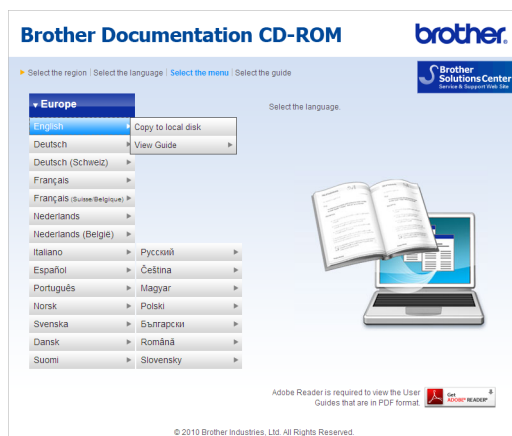 Brother Documentation CD-ROM
brother
Select the region | Select the language | Select the menu | Select the guide
Brother
Solutions Center
Service & Support Web Site
Europe
Select the language.
English
Copy to local disk
Deutsch
View Guide
Deutsch (Schweiz)
Français
Français (Suisse/Belgique)
Nederlands
Nederlands (België)
Italiano
Русский
Español
Čeština
Português
Magyar
Norsk
Polski
Svenska
Български
Dansk
Română
Suomi
Slovensky
Adobe Reader is required to view the User
Guides that are in PDF format.
Get
ADOBE® READER®
© 2010 Brother Industries, Ltd. All Rights Reserved.